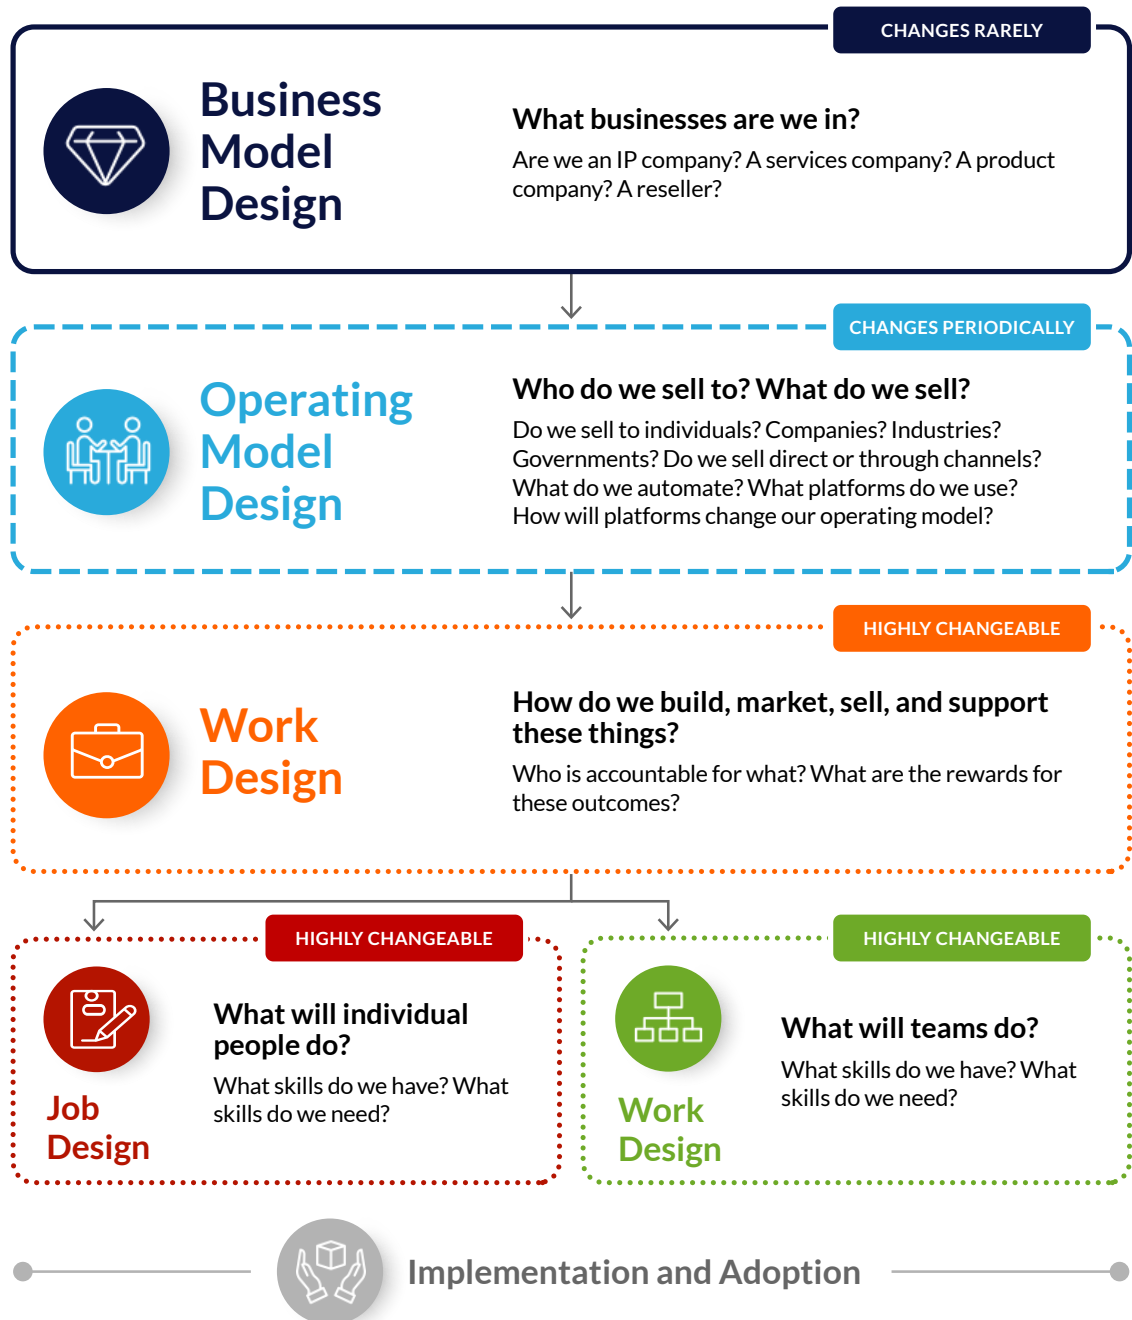 CHANGES RARELY
Business
Model
Design
What businesses are we in?
Are we an IP company? A services company? A product
company? A reseller?
CHANGES PERIODICALLY
Operating
Model
Design
Who do we sell to? What do we sell?
Do we sell to individuals? Companies? Industries?
Governments? Do we sell direct or through channels?
What do we automate? What platforms do we use?
How will platforms change our operating model?
HIGHLY CHANGEABLE
Work
Design
How do we build, market, sell, and support
these things?
Who is accountable for what? What are the rewards for
these outcomes?
HIGHLY CHANGEABLE
Job
Design
What will individual
people do?
What skills do we have? What
skills do we need?
HIGHLY CHANGEABLE
Work
Design
What will teams do?
What skills do we have? What
skills do we need?
Implementation and Adoption